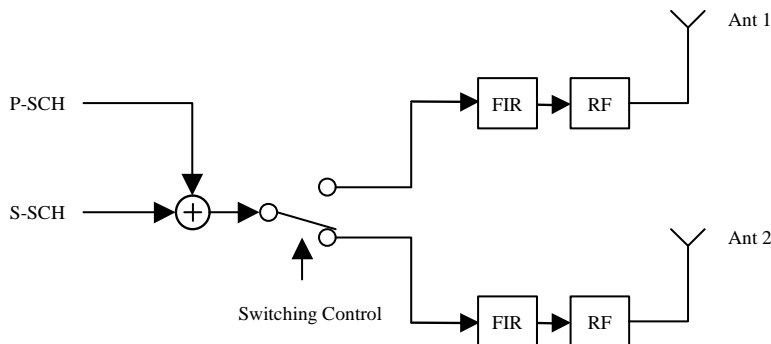 Ant 1
P-SCH
FIR
RF
S-SCH
Ant 2
Switching Control
FIR
RF